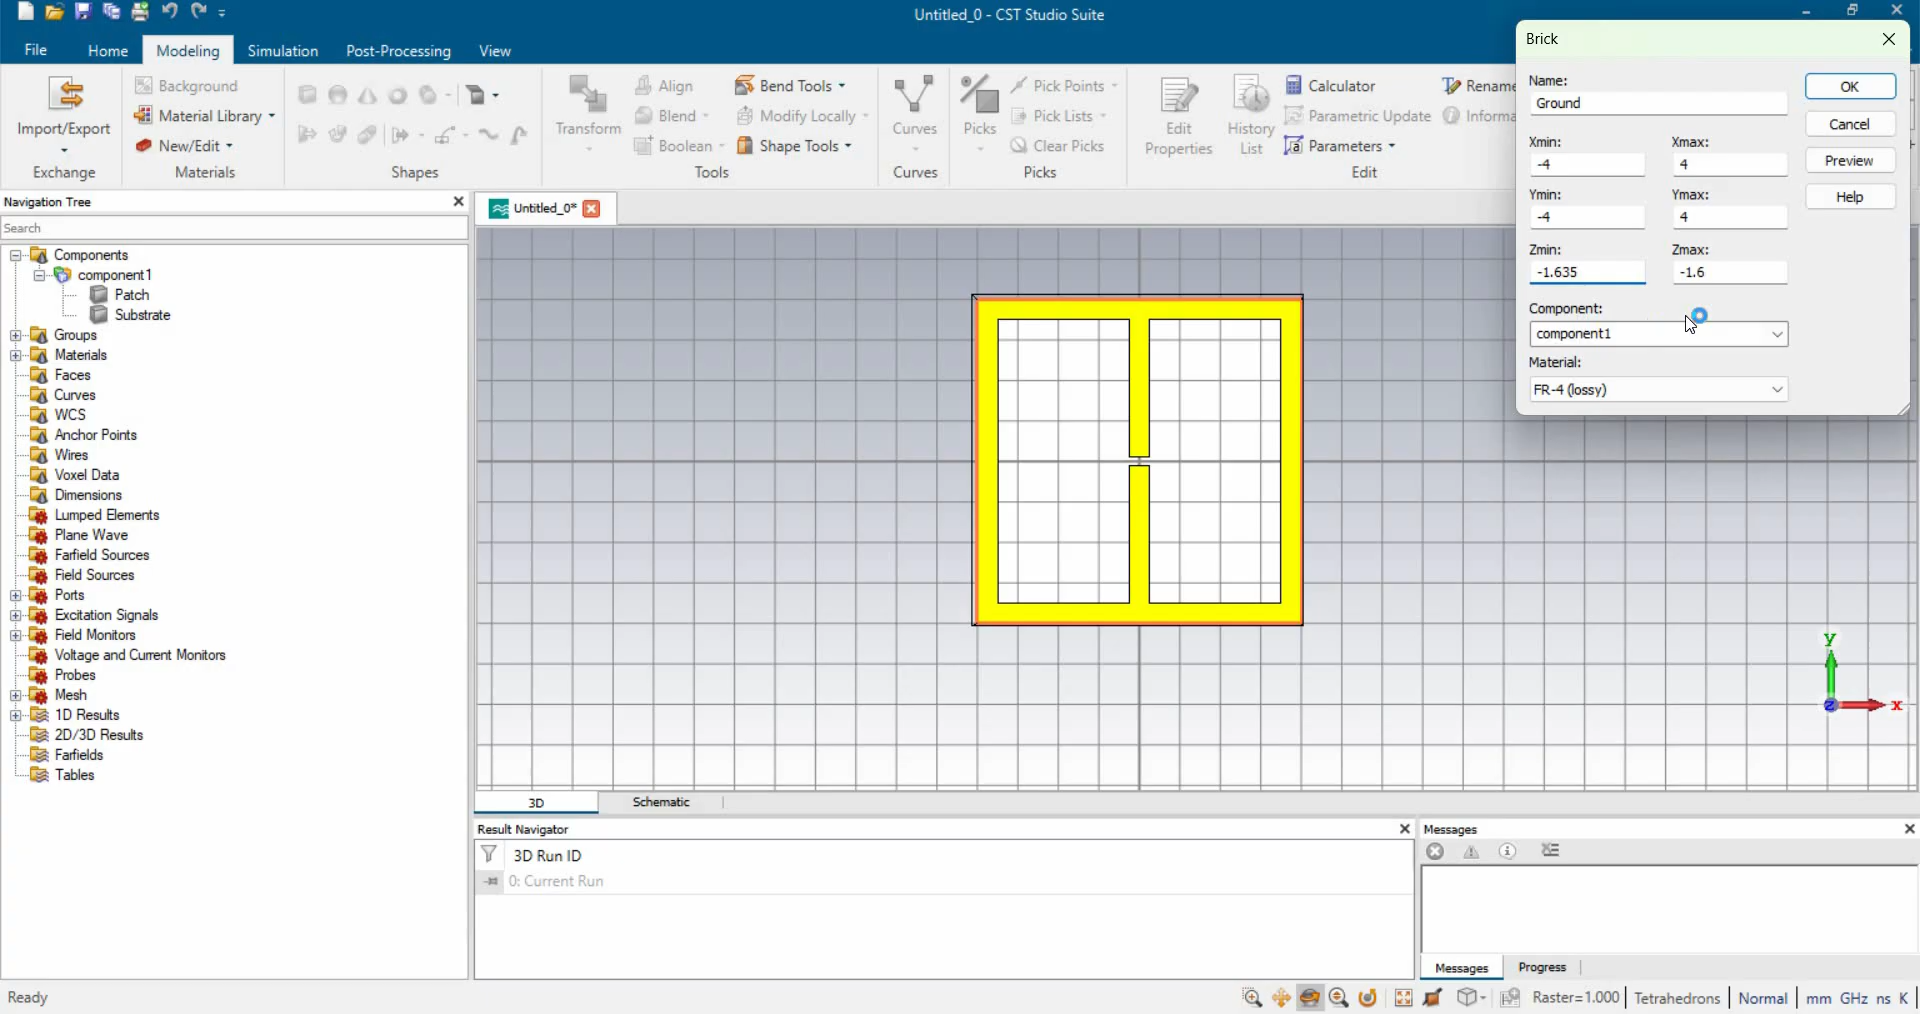 Untitled_0 - CST Studio Suite
File
Home
Modeling
Simulation
Post-Processing
View
Import/Export
Exchange
Background
Material Library
New/Edit
Materials
Shapes
Transform
Align
Blend
Boolean
Bend Tools
Modify Locally
Shape Tools
Tools
Curves
Curves
Picks
Pick Points
Pick Lists
Clear Picks
Picks
Edit
Properties
History
List
Calculator
Parametric Update
Parameters
Rename
Informa
Edit
Brick
Name:
Ground
OK
Cancel
Preview
Help
Xmin:
Xmax:
-4
4
Ymin:
Ymax:
-4
4
Zmin:
Zmax:
-1.635
-1.6
Component:
component1
Material:
FR-4 (lossy)
Navigation Tree
Search
Components
component1
Patch
Substrate
Groups
Materials
Faces
Curves
WCS
Anchor Points
Wires
Voxel Data
Dimensions
Lumped Elements
Plane Wave
Farfield Sources
Field Sources
Ports
Excitation Signals
Field Monitors
Voltage and Current Monitors
Probes
Mesh
1D Results
2D/3D Results
Farfields
Tables
Untitled_0*
y
z
x
3D
Schematic
Result Navigator
3D Run ID
0: Current Run
Messages
Messages
Progress
Ready
Raster=1.000
Tetrahedrons
Normal
mm GHz ns K